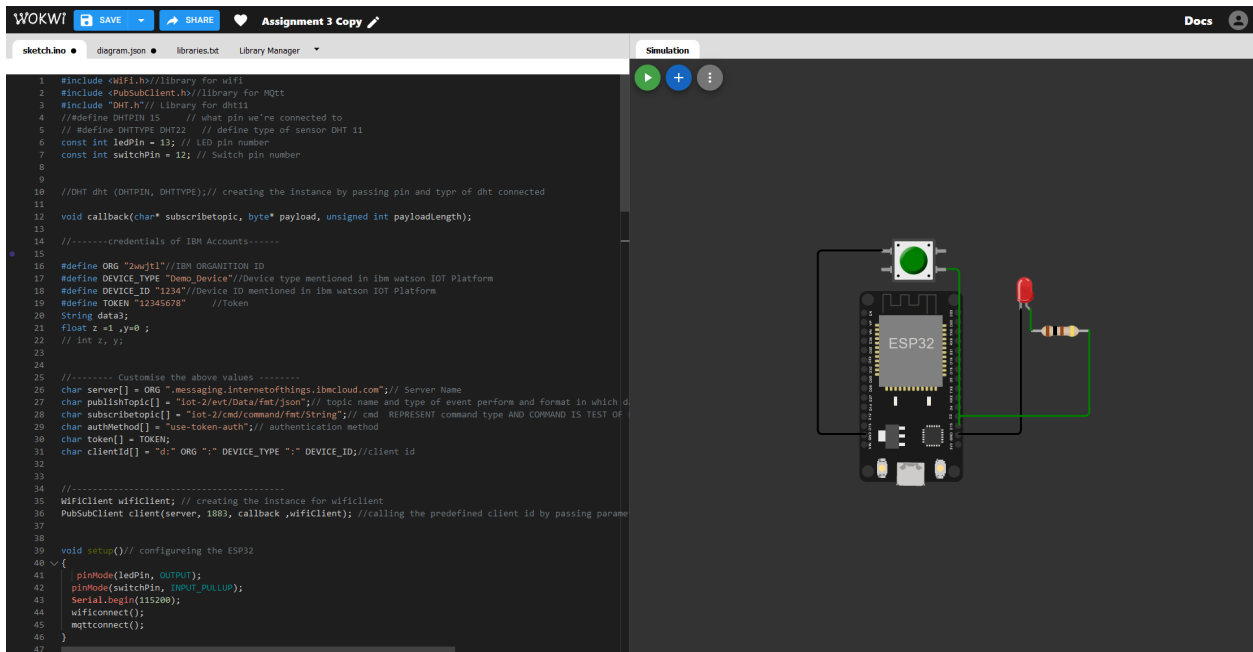 WOKWI SAVE SHARE Assignment 3 Copy Docs
sketch.ino diagram.json libraries.txt Library Manager Simulation
1 #include <WiFi.h>//library for wifi
2 #include <PubSubClient.h>//library for MQtt
3 #include "DHT.h"// Library for dht11
4 //#define DHTPIN 15 // what pin we're connected to
5 // #define DHTTYPE DHT22 // define type of sensor DHT 11
6 const int ledPin = 13; // LED pin number
7 const int switchPin = 12; // Switch pin number
8
9
10 //DHT dht (DHTPIN, DHTTYPE);// creating the instance by passing pin and typr of dht connected
11
12 void callback(char* subscribetopic, byte* payload, unsigned int payloadLength);
13
14 //-------credentials of IBM Accounts------
15
16 #define ORG "2wwjtl"//IBM ORGANITION ID
17 #define DEVICE_TYPE "Demo_Device"//Device type mentioned in ibm watson IOT Platform
18 #define DEVICE_ID "1234"//Device ID mentioned in ibm watson IOT Platform
19 #define TOKEN "12345678" //Token
20 String data3;
21 float z =1 ,y=0 ;
22 // int z, y;
23
24
25 //-------- Customise the above values --------
26 char server[] = ORG ".messaging.internetofthings.ibmcloud.com";// Server Name
27 char publishTopic[] = "iot-2/evt/Data/fmt/json";// topic name and type of event perform and format in which d
28 char subscribetopic[] = "iot-2/cmd/command/fmt/String";// cmd REPRESENT command type AND COMMAND IS TEST OF
29 char authMethod[] = "use-token-auth";// authentication method
30 char token[] = TOKEN;
31 char clientId[] = "d:" ORG ":" DEVICE_TYPE ":" DEVICE_ID;//client id
32
33
34 //-----------------------------------------
35 WiFiClient wifiClient; // creating the instance for wificlient
36 PubSubClient client(server, 1883, callback ,wifiClient); //calling the predefined client id by passing parame
37
38
39 void setup()// configureing the ESP32
40 {
41 pinMode(ledPin, OUTPUT);
42 pinMode(switchPin, INPUT_PULLUP);
43 Serial.begin(115200);
44 wificonnect();
45 mqttconnect();
46 }
47
ESP32